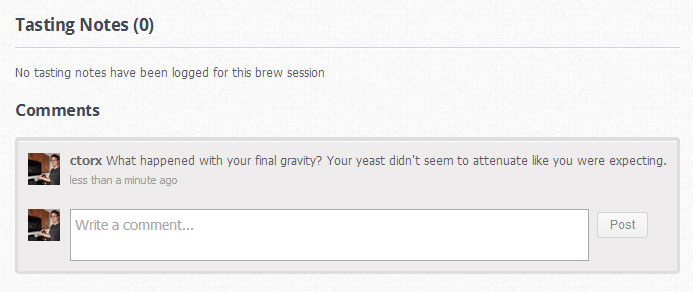 Tasting Notes (0)
No tasting notes have been logged for this brew session
Comments
ctorx What happened with your final gravity? Your yeast didn't seem to attenuate like you were expecting.
less than a minute ago
Write a comment...
Post